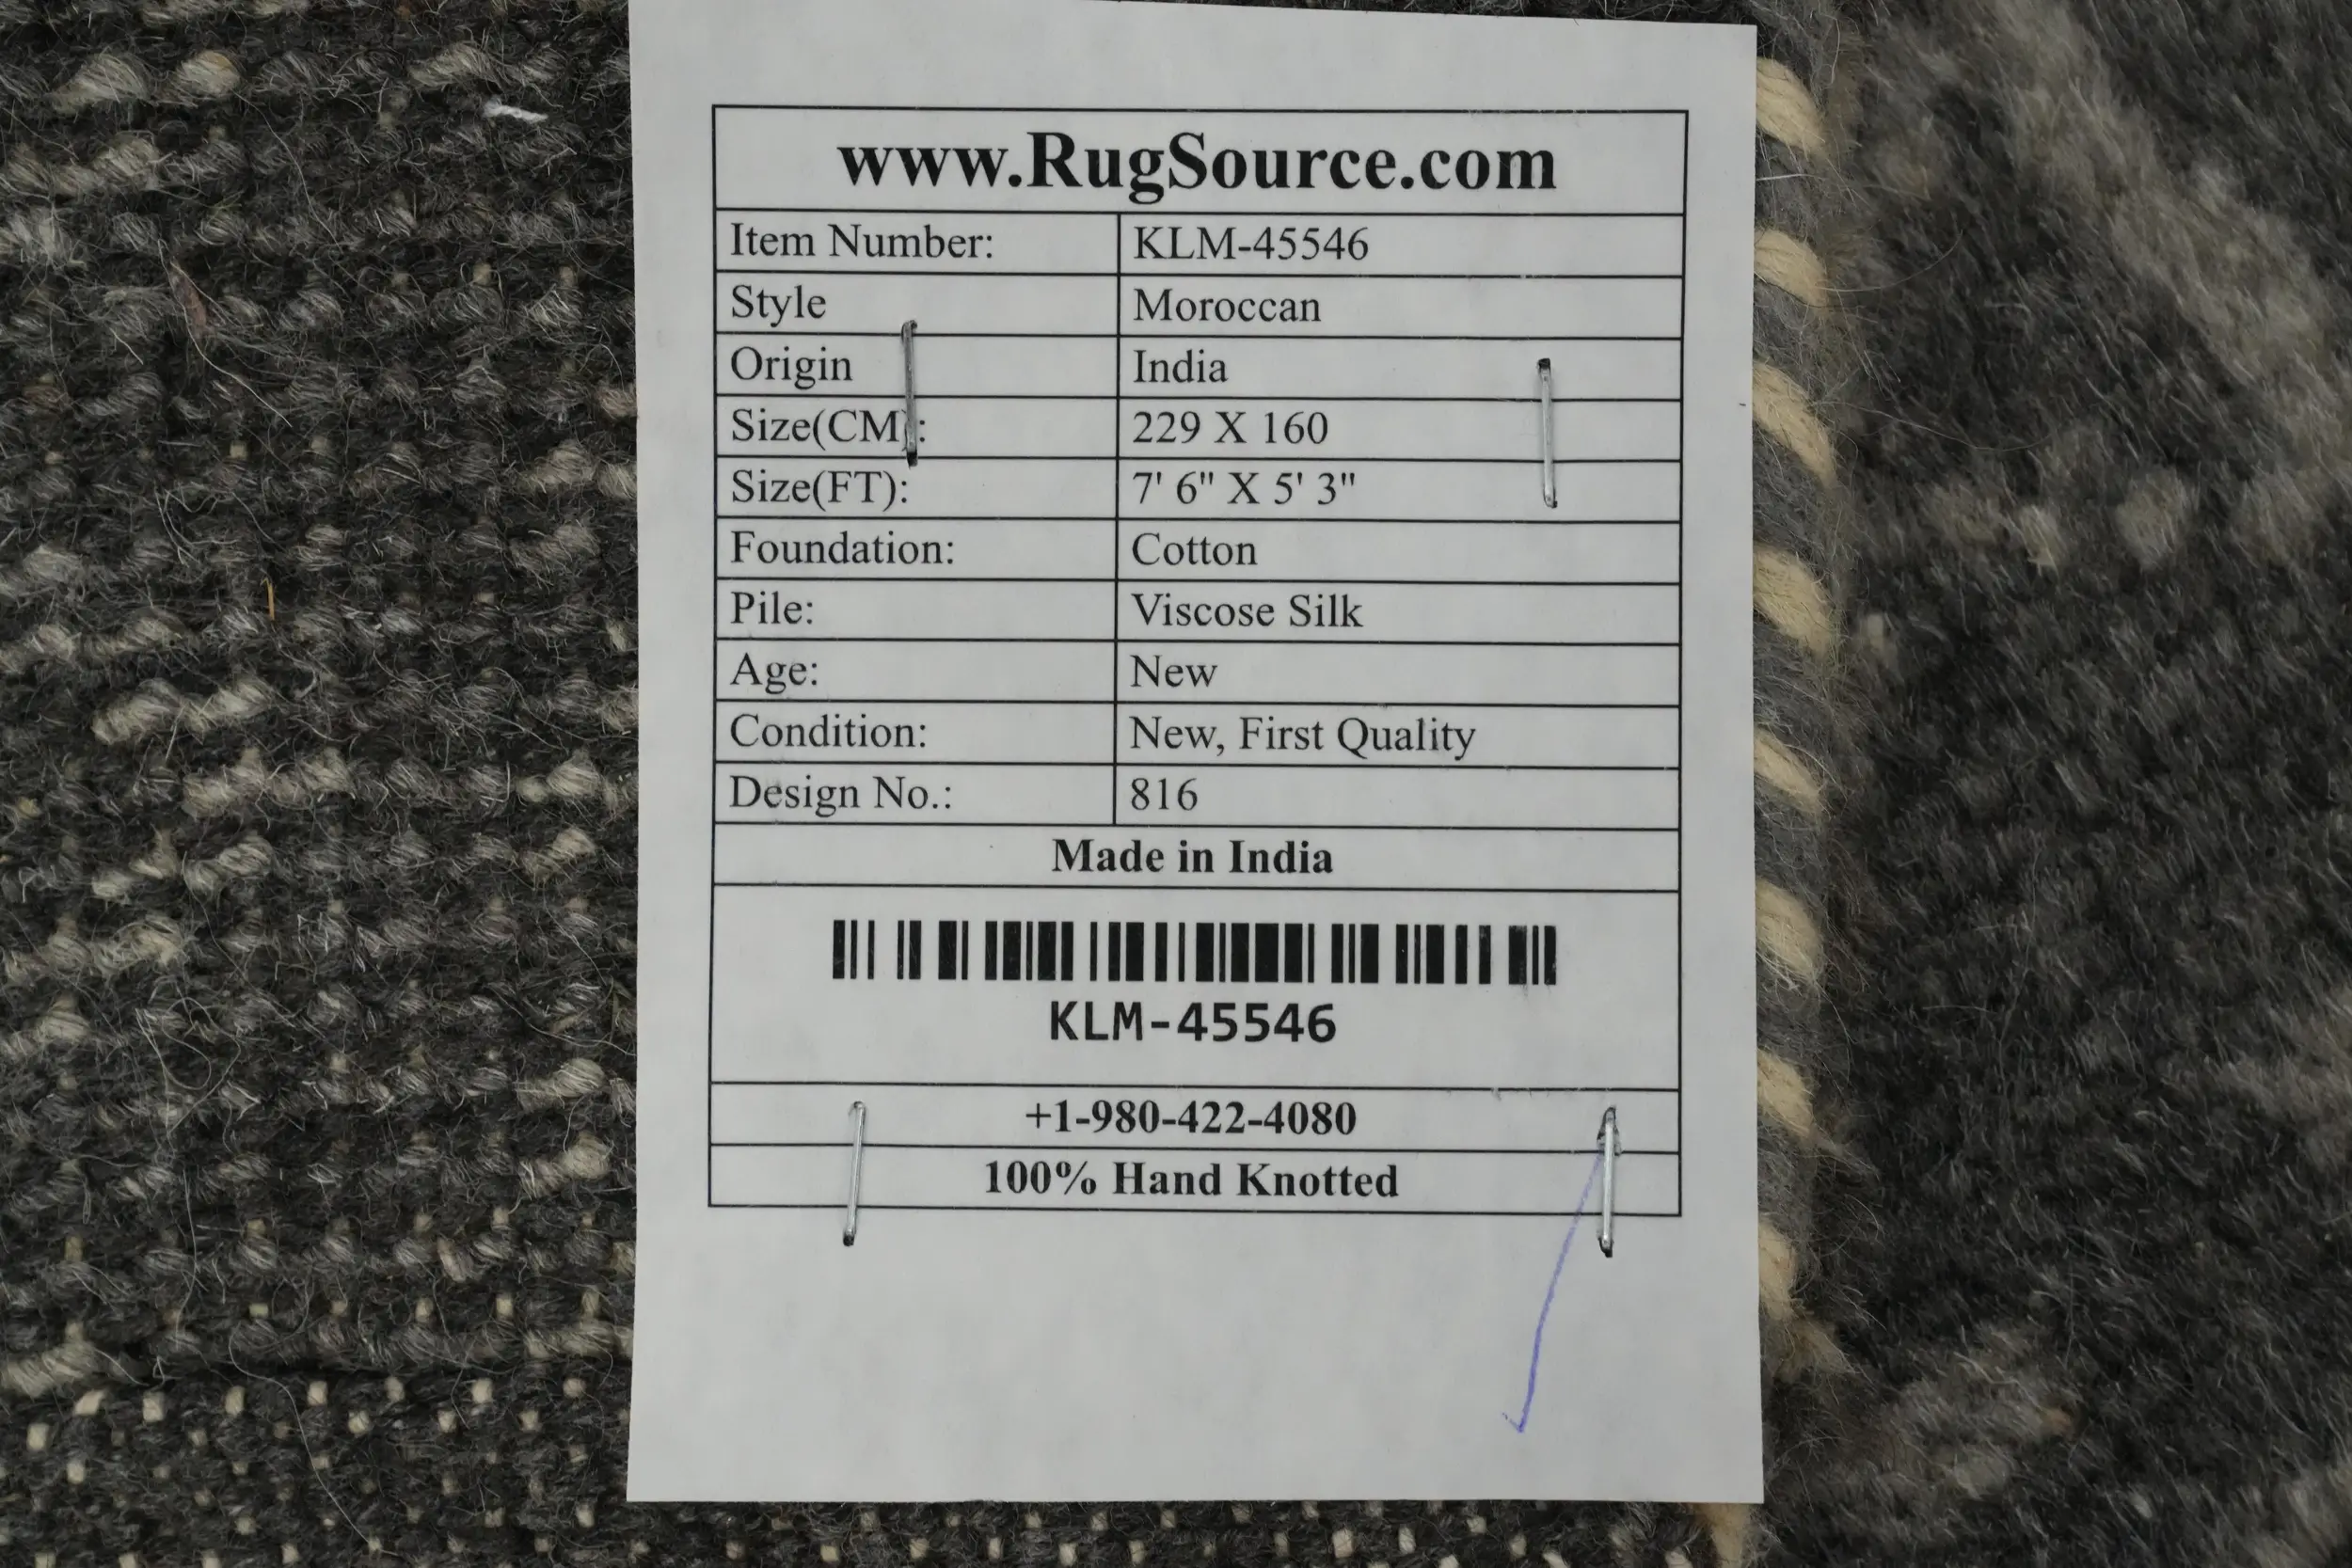 www.RugSource.com
Item Number: KLM-45546
Style Moroccan
Origin India
Size(CM): 229 X 160
Size(FT): 7' 6" X 5' 3"
Foundation: Cotton
Pile: Viscose Silk
Age: New
Condition: New, First Quality
Design No.: 816
Made in India
KLM-45546
+1-980-422-4080
100% Hand Knotted